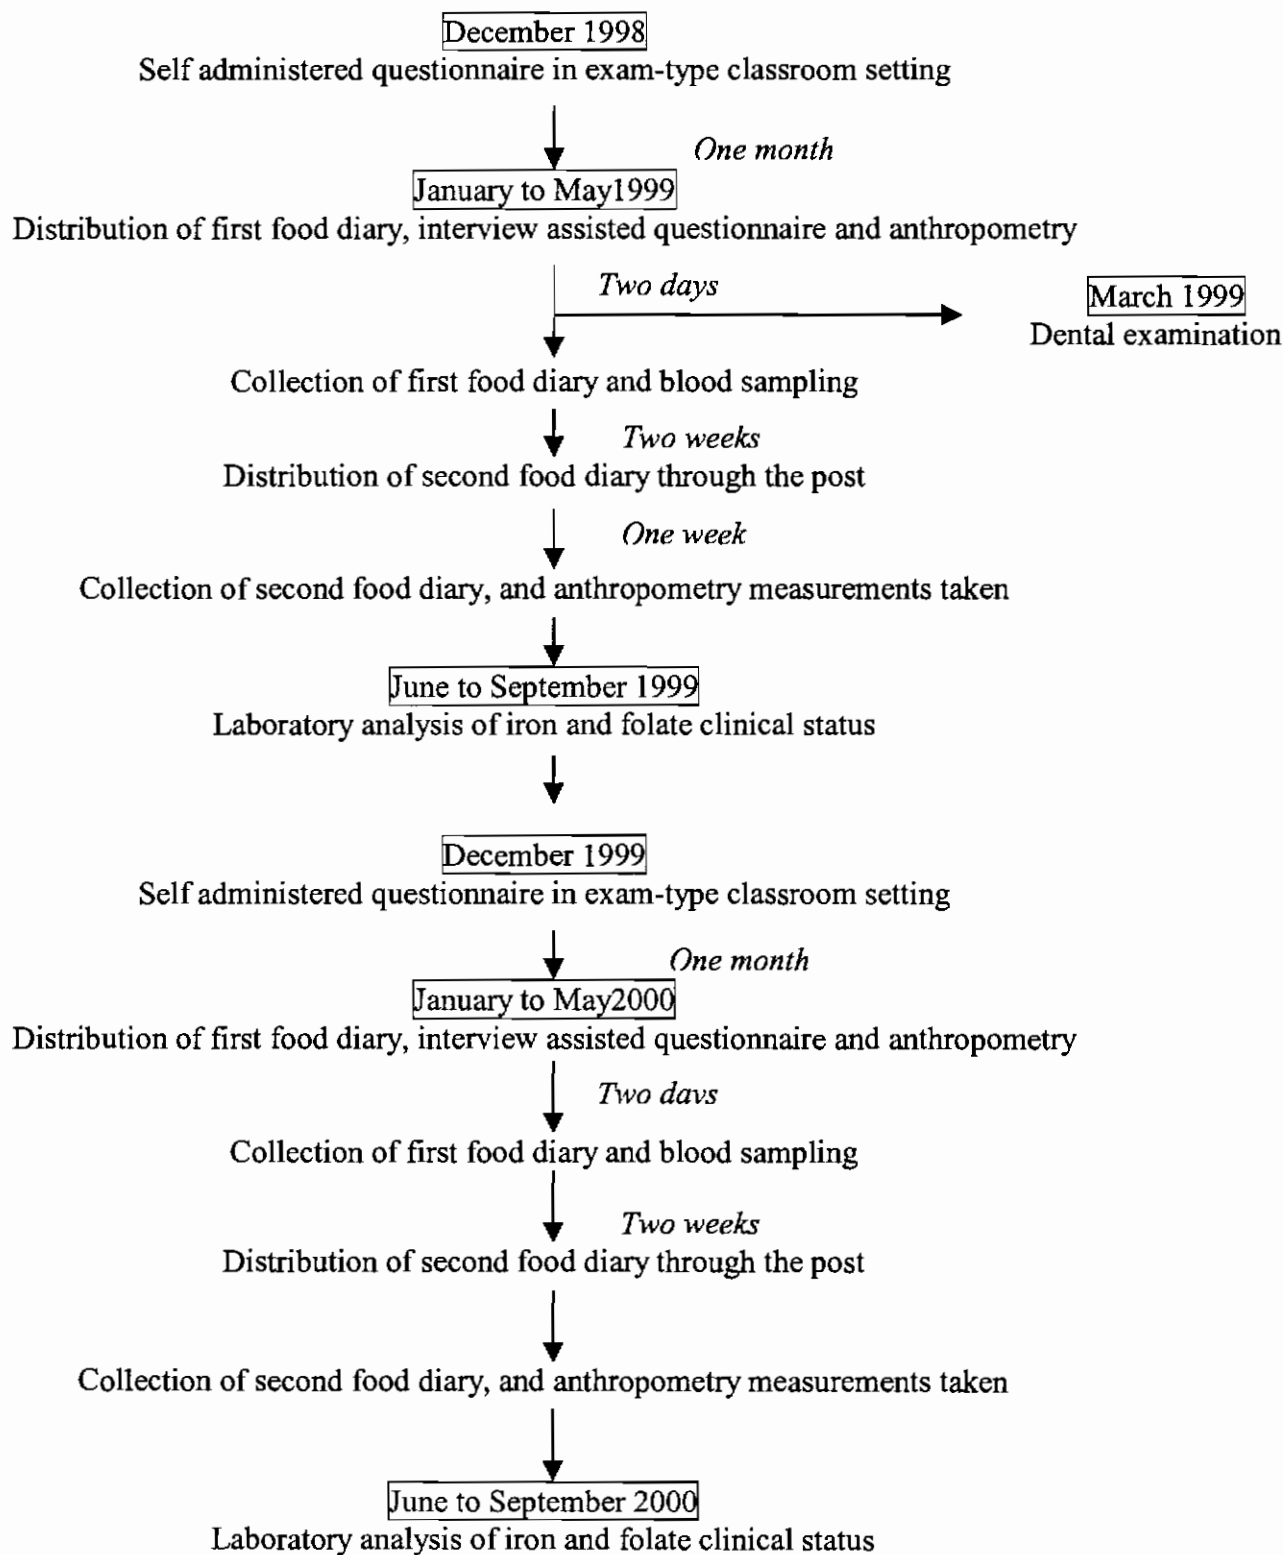 December 1998
Self administered questionnaire in exam-type classroom setting
One month
January to May1999
Distribution of first food diary, interview assisted questionnaire and anthropometry
Two days
March 1999
Dental examination
Collection of first food diary and blood sampling
Two weeks
Distribution of second food diary through the post
One week
Collection of second food diary, and anthropometry measurements taken
June to September 1999
Laboratory analysis of iron and folate clinical status
December 1999
Self administered questionnaire in exam-type classroom setting
One month
January to May2000
Distribution of first food diary, interview assisted questionnaire and anthropometry
Two days
Collection of first food diary and blood sampling
Two weeks
Distribution of second food diary through the post
Collection of second food diary, and anthropometry measurements taken
June to September 2000
Laboratory analysis of iron and folate clinical status